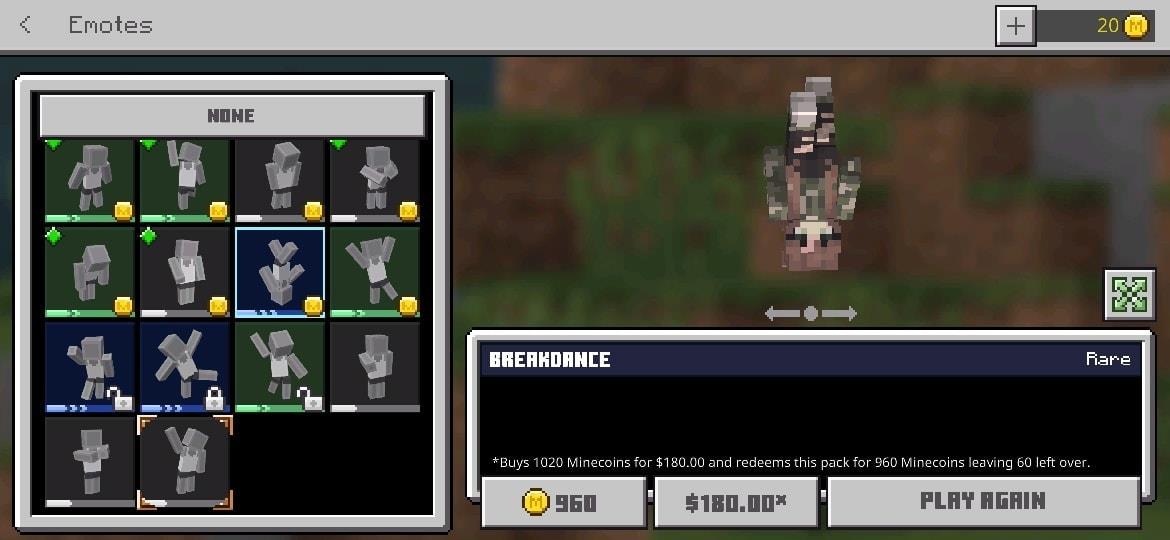 Emotes
20
NONE
BREAKDANCE
Rare
*Buys 1020 Minecoins for $180.00 and redeems this pack for 960 Minecoins leaving 60 left over.
960
$180.00*
PLAY AGAIN